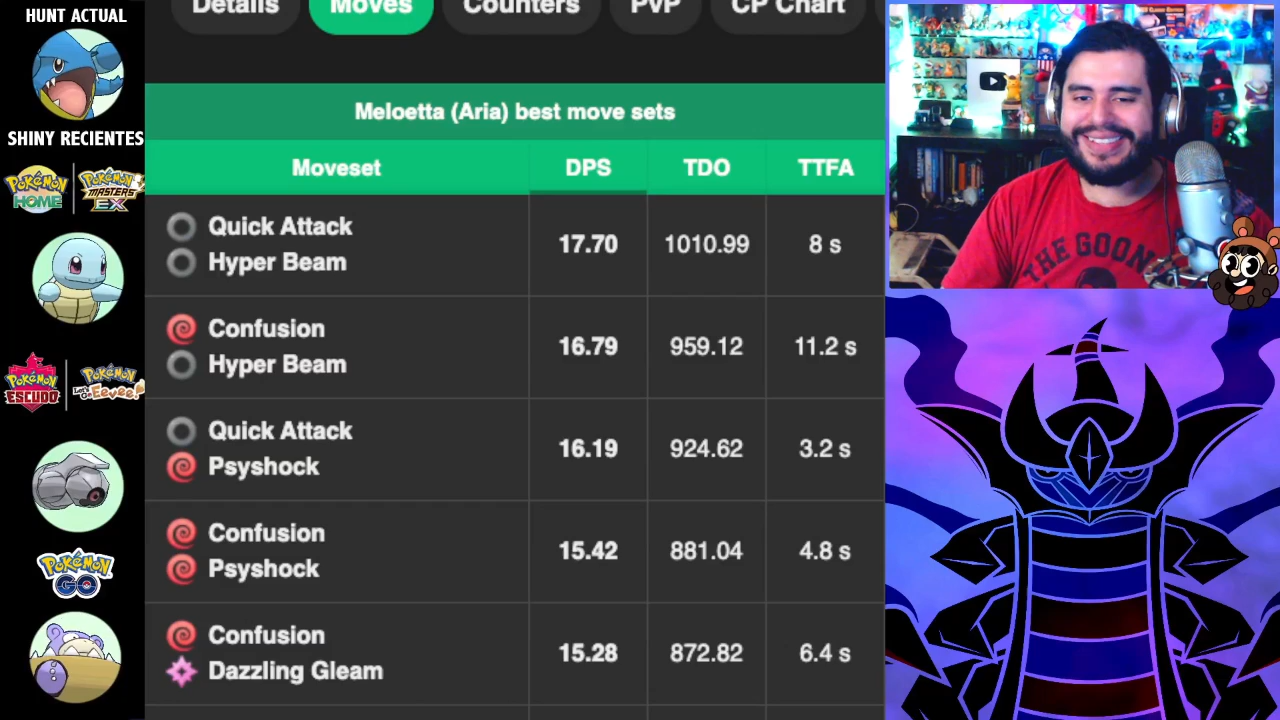 HUNT ACTUAL
SHINY RECIENTES
POKÉMON
HOME
POKÉMON
MASTERS
EX
POKÉMON
ESCUDO
POKÉMON
Let's Go
Eevee!
POKÉMON
GO
Details
Moves
Counters
PvP
CP Chart
Meloetta (Aria) best move sets
Moveset DPS TDO TTFA
Quick Attack
Hyper Beam
17.70 1010.99 8 s
Confusion
Hyper Beam
16.79 959.12 11.2 s
Quick Attack
Psyshock
16.19 924.62 3.2 s
Confusion
Psyshock
15.42 881.04 4.8 s
Confusion
Dazzling Gleam
15.28 872.82 6.4 s
THE GOON